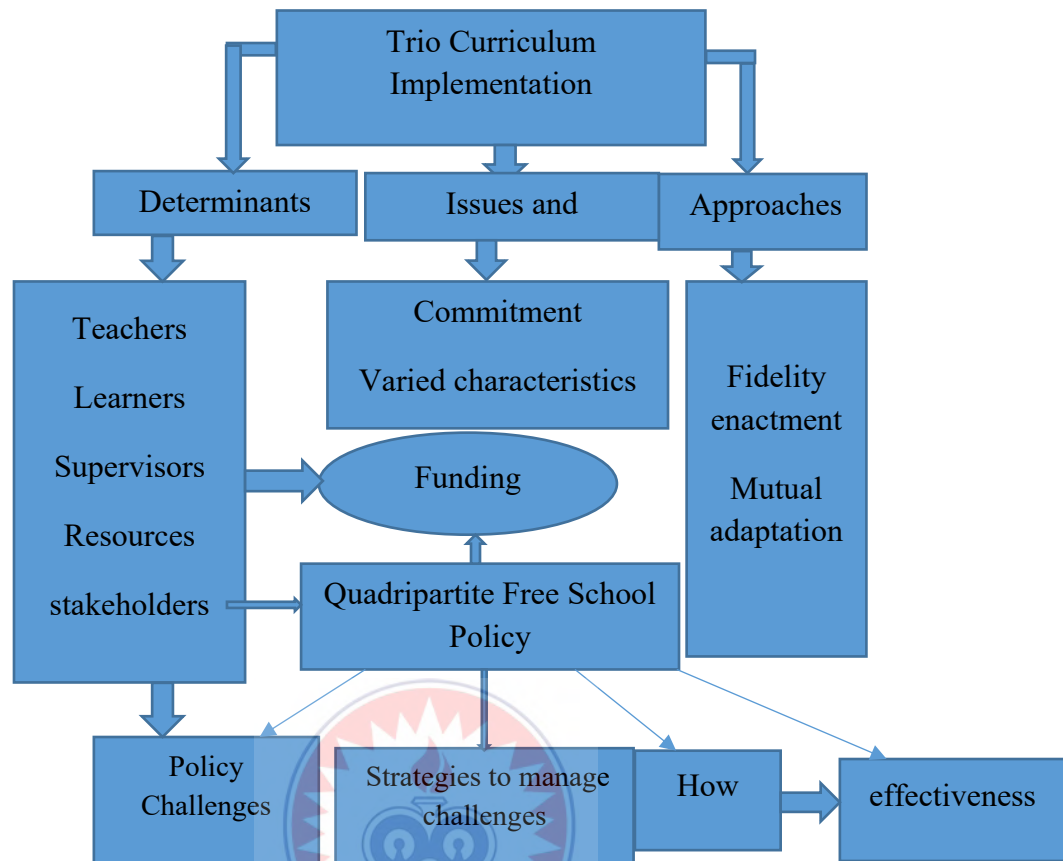 Trio Curriculum
Implementation
Determinants
Issues and
Approaches
Teachers
Learners
Supervisors
Resources
stakeholders
Commitment
Varied characteristics
Fidelity
enactment
Mutual
adaptation
Funding
Quadripartite Free School
Policy
Policy
Challenges
Strategies to manage
challenges
How
effectiveness